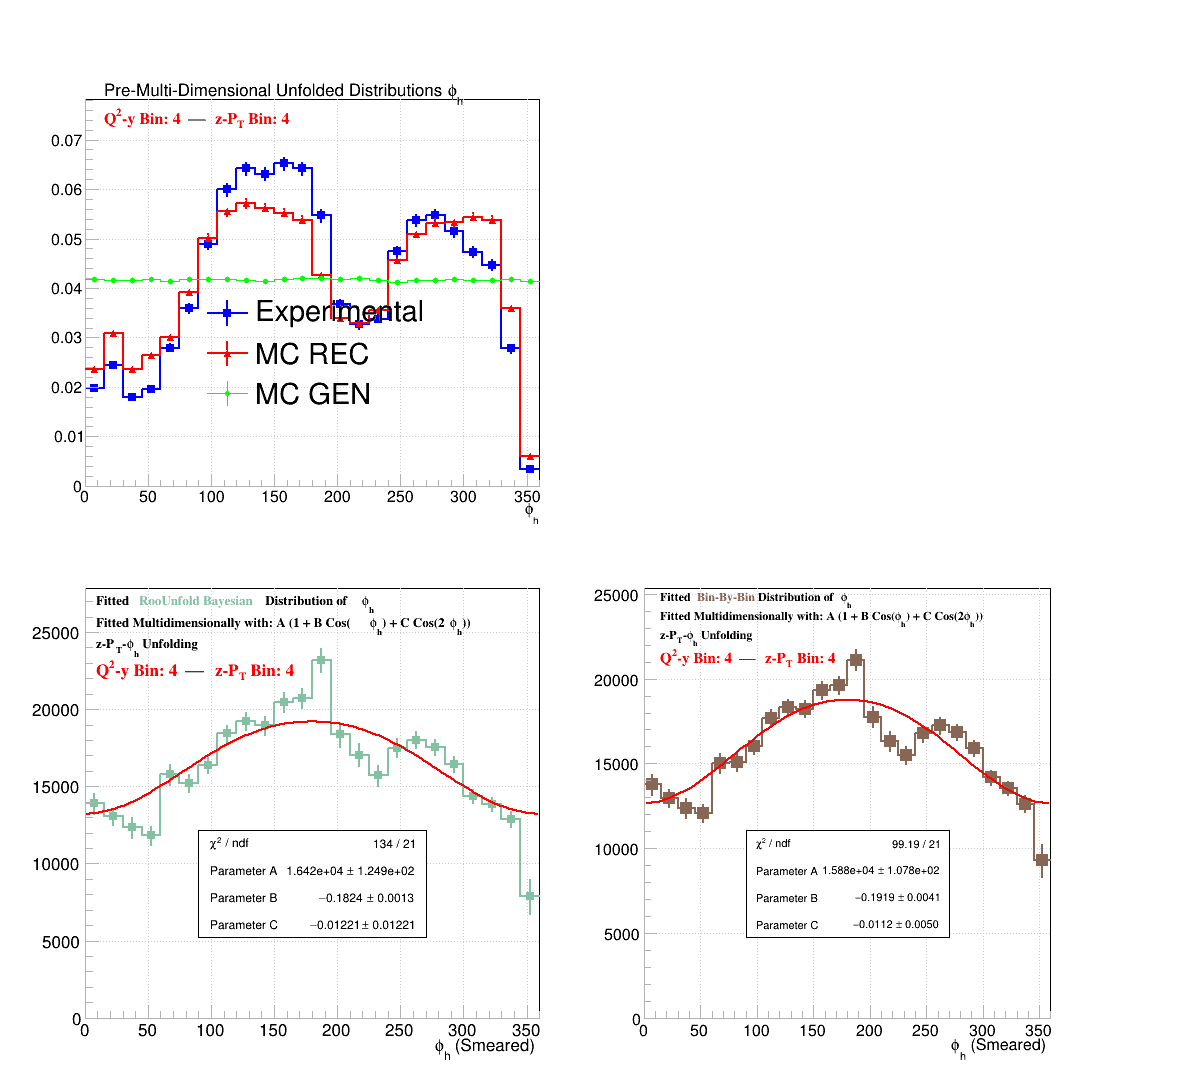 Pre-Multi-Dimensional Unfolded Distributions ϕh
Q2-y Bin: 4 — z-PT Bin: 4
0.07
0.06
0.05
0.04
0.03
0.02
0.01
0
Experimental
MC REC
MC GEN
0 50 100 150 200 250 300 350
ϕh
Fitted RooUnfold Bayesian Distribution of ϕh
Fitted Multidimensionally with: A (1 + B Cos( ϕh) + C Cos(2 ϕh))
z-PT-ϕh Unfolding
Q2-y Bin: 4 — z-PT Bin: 4
25000
20000
15000
10000
5000
0
χ2 / ndf 134 / 21
Parameter A 1.642e+04 ± 1.249e+02
Parameter B −0.1824 ± 0.0013
Parameter C −0.01221 ± 0.01221
0 50 100 150 200 250 300 350
ϕh (Smeared)
Fitted Bin-By-Bin Distribution of ϕh
Fitted Multidimensionally with: A (1 + B Cos(ϕh) + C Cos(2ϕh))
z-PT-ϕh Unfolding
Q2-y Bin: 4 — z-PT Bin: 4
25000
20000
15000
10000
5000
0
χ2 / ndf 99.19 / 21
Parameter A 1.588e+04 ± 1.078e+02
Parameter B −0.1919 ± 0.0041
Parameter C −0.0112 ± 0.0050
0 50 100 150 200 250 300 350
ϕh (Smeared)